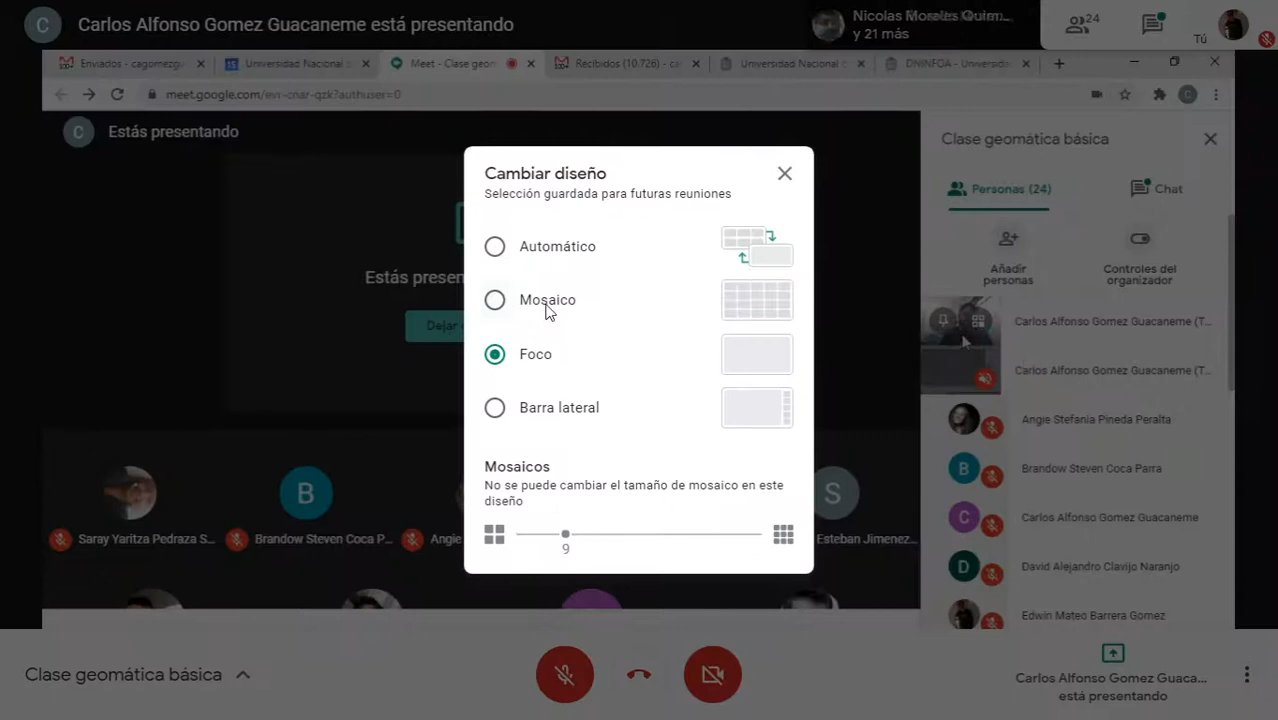 C
Carlos Alfonso Gomez Guacaneme está presentando
Nicolas Morales
y 21 más
24
Tú
Enviados - cagomezgu
Universidad Nacional d
Meet - Clase geom
Recibidos (10.726) - ca
Universidad Nacional d
DNINFOA - Universid
meet.google.com/evr-cnar-qzk?authuser=0
C
C
Estás presentando
Clase geomática básica
Personas (24)
Chat
Añadir
personas
Controles del
organizador
Estás presen
Dejar
Cambiar diseño
Selección guardada para futuras reuniones
Automático
Mosaico
Foco
Barra lateral
Mosaicos
No se puede cambiar el tamaño de mosaico en este
diseño
9
Carlos Alfonso Gomez Guacaneme (T...
Carlos Alfonso Gomez Guacaneme (T...
Angie Stefania Pineda Peralta
B
Brandow Steven Coca Parra
C
Carlos Alfonso Gomez Guacaneme
D
David Alejandro Clavijo Naranjo
Edwin Mateo Barrera Gomez
B
S
Saray Yaritza Pedraza S...
Brandow Steven Coca P...
Angie
Esteban Jimenez...
Clase geomática básica
Carlos Alfonso Gomez Guaca...
está presentando